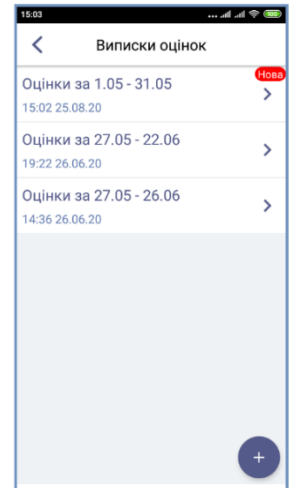 15:03
Виписки оцінок
Нова
Оцінки за 1.05 - 31.05
15:02 25.08.20
Оцінки за 27.05 - 22.06
19:22 26.06.20
Оцінки за 27.05 - 26.06
14:36 26.06.20